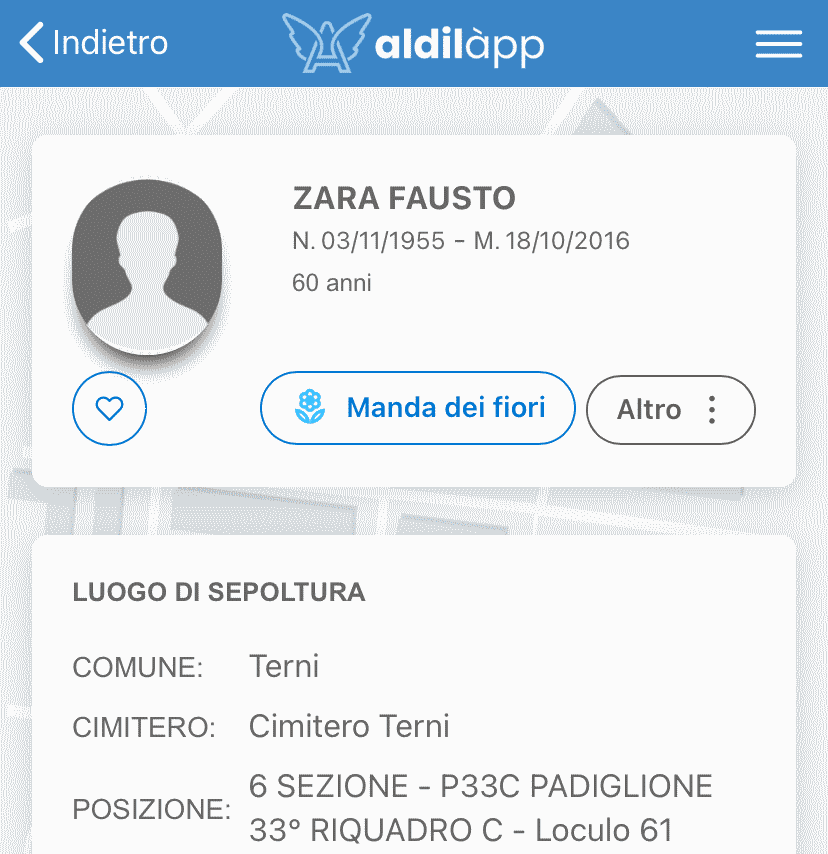 Indietro
aldilàpp
ZARA FAUSTO
N. 03/11/1955 - M. 18/10/2016
60 anni
Manda dei fiori
Altro
LUOGO DI SEPOLTURA
COMUNE: Terni
CIMITERO: Cimitero Terni
POSIZIONE: 6 SEZIONE - P33C PADIGLIONE
33° RIQUADRO C - Loculo 61